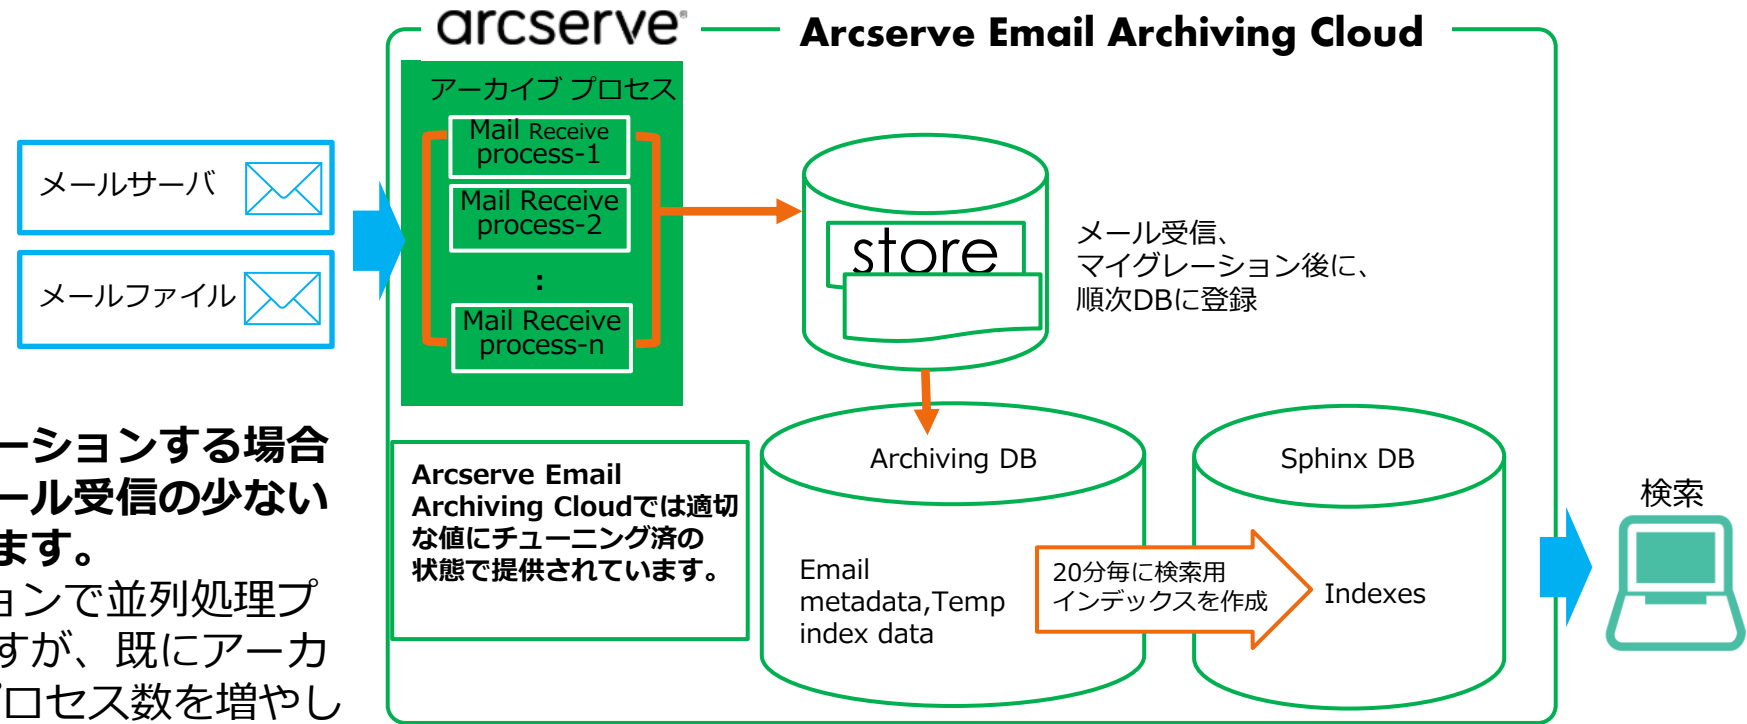 arcserve®
Arcserve Email Archiving Cloud
アーカイブ プロセス
Mail Receive
process-1
Mail Receive
process-2
:
Mail Receive
process-n
メールサーバ
メールファイル
store
メール受信、
マイグレーション後に、
順次DBに登録
Arcserve Email
Archiving Cloudでは適切
な値にチューニング済の
状態で提供されています。
Archiving DB
Email
metadata,Temp
index data
20分毎に検索用
インデックスを作成
Sphinx DB
Indexes
検索
ーションする場合
ール受信の少ない
ます。
ョンで並列処理プ
すが、既にアーカ
プロセス数を増やし